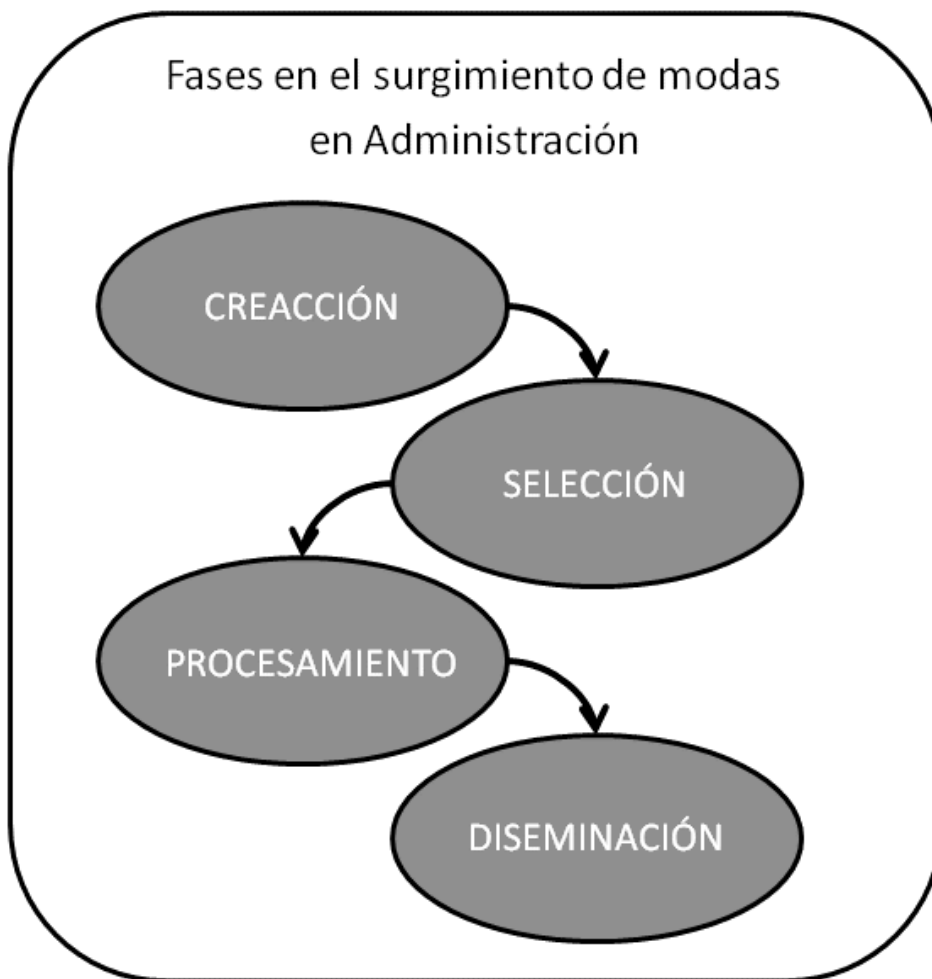 Fases en el surgimiento de modas
en Administración
CREACCIÓN
SELECCIÓN
PROCESAMIENTO
DISEMINACIÓN